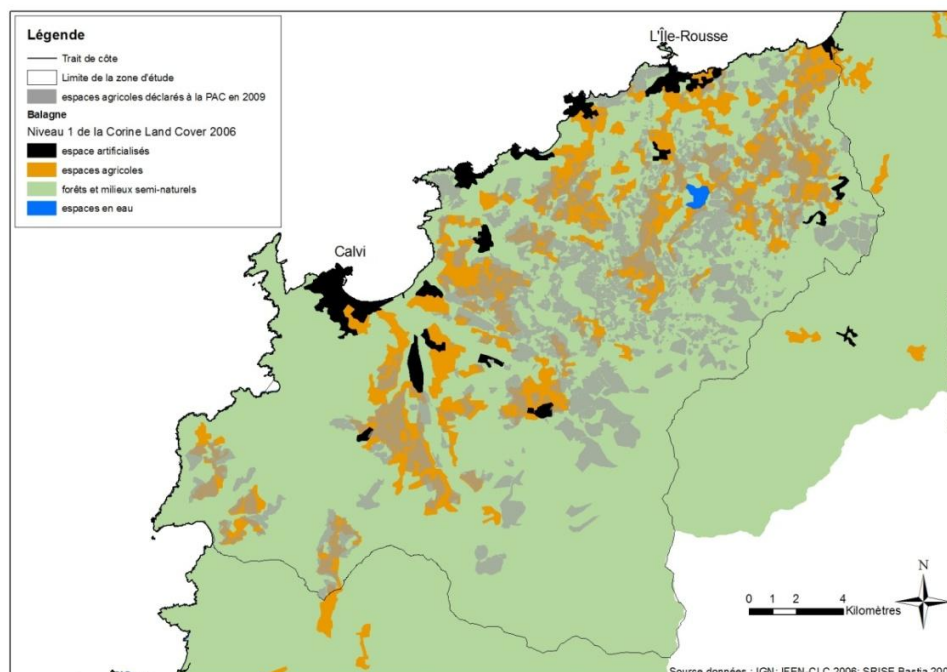 Légende
Trait de côte
Limite de la zone d'étude
espaces agricoles déclarés à la PAC en 2009
Balagne
Niveau 1 de la Corine Land Cover 2006
espace artificialisés
espaces agricoles
forêts et milieux semi-naturels
espaces en eau
L'Île-Rousse
Calvi
N
0 1 2 4
Kilomètres
Source données : IGN; IFEN-CLC 2006; SRISE Bastia